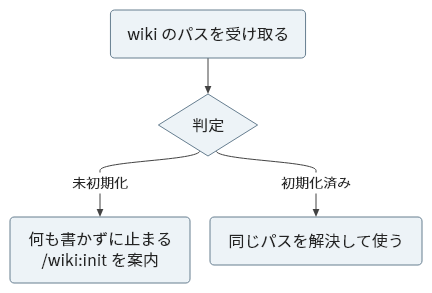 wiki のパスを受け取る
判定
未初期化
初期化済み
何も書かずに止まる
/wiki:init を案内
同じパスを解決して使う